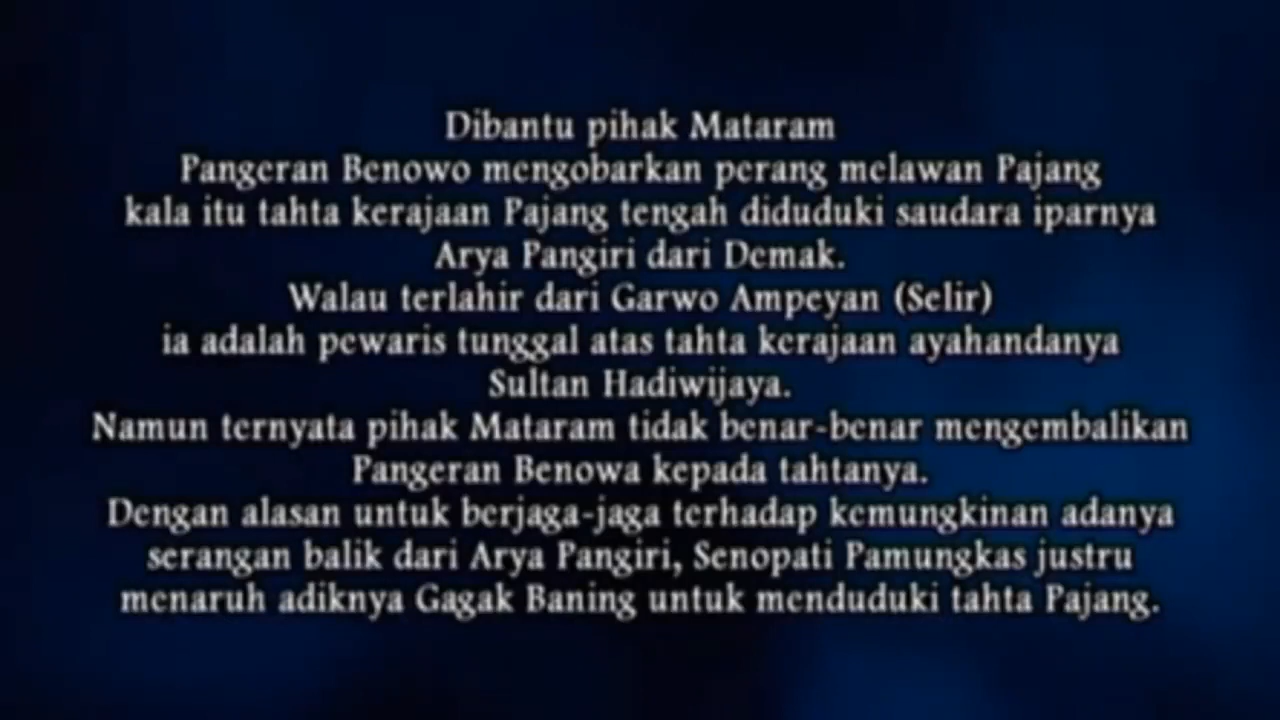 Dibantu pihak Mataram
Pangeran Benowo mengobarkan perang melawan Pajang
kala itu tahta kerajaan Pajang tengah diduduki saudara iparnya
Arya Pangiri dari Demak.
Walau terlahir dari Garwo Ampeyan (Selir)
ia adalah pewaris tunggal atas tahta kerajaan ayahandanya
Sultan Hadiwijaya.
Namun ternyata pihak Mataram tidak benar-benar mengembalikan
Pangeran Benowa kepada tahtanya.
Dengan alasan untuk berjaga-jaga terhadap kemungkinan adanya
serangan balik dari Arya Pangiri, Senopati Pamungkas justru
menaruh adiknya Gagak Baning untuk menduduki tahta Pajang.